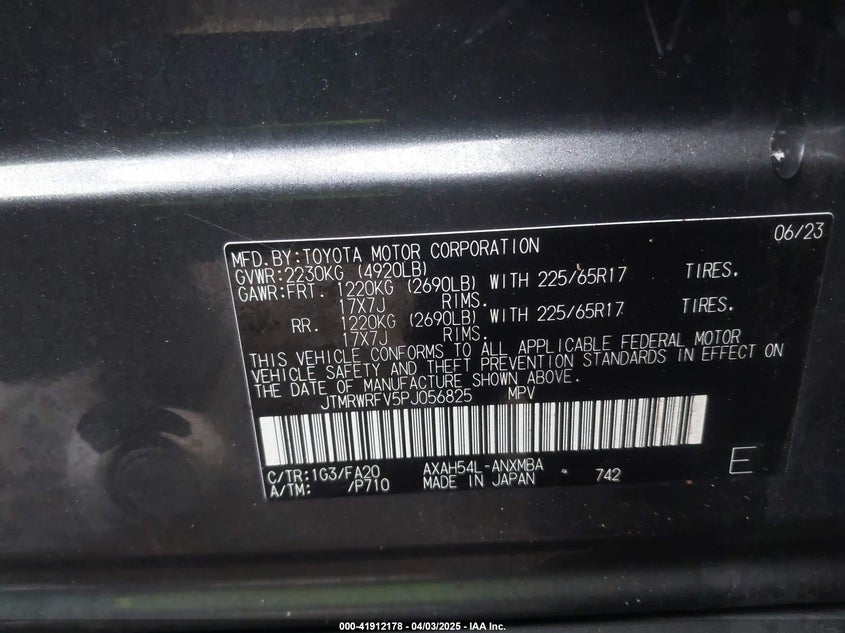 06/23
MFD.BY:TOYOTA MOTOR CORPORATION
GVWR:2230KG (4920LB)
GAWR:FRT. 1220KG (2690LB) WITH 225/65R17 TIRES.
17X7J RIMS.
RR. 1220KG (2690LB) WITH 225/65R17 TIRES.
17X7J RIMS.
THIS VEHICLE CONFORMS TO ALL APPLICABLE FEDERAL MOTOR
VEHICLE SAFETY AND THEFT PREVENTION STANDARDS IN EFFECT ON
THE DATE OF MANUFACTURE SHOWN ABOVE.
JTMRWRFV5PJ056825 MPV
C/TR:1G3/FA20 AXAH54L-ANXMBA 742 E
A/TM: /P710 MADE IN JAPAN
000-41912178 - 04/03/2025 - IAA Inc.